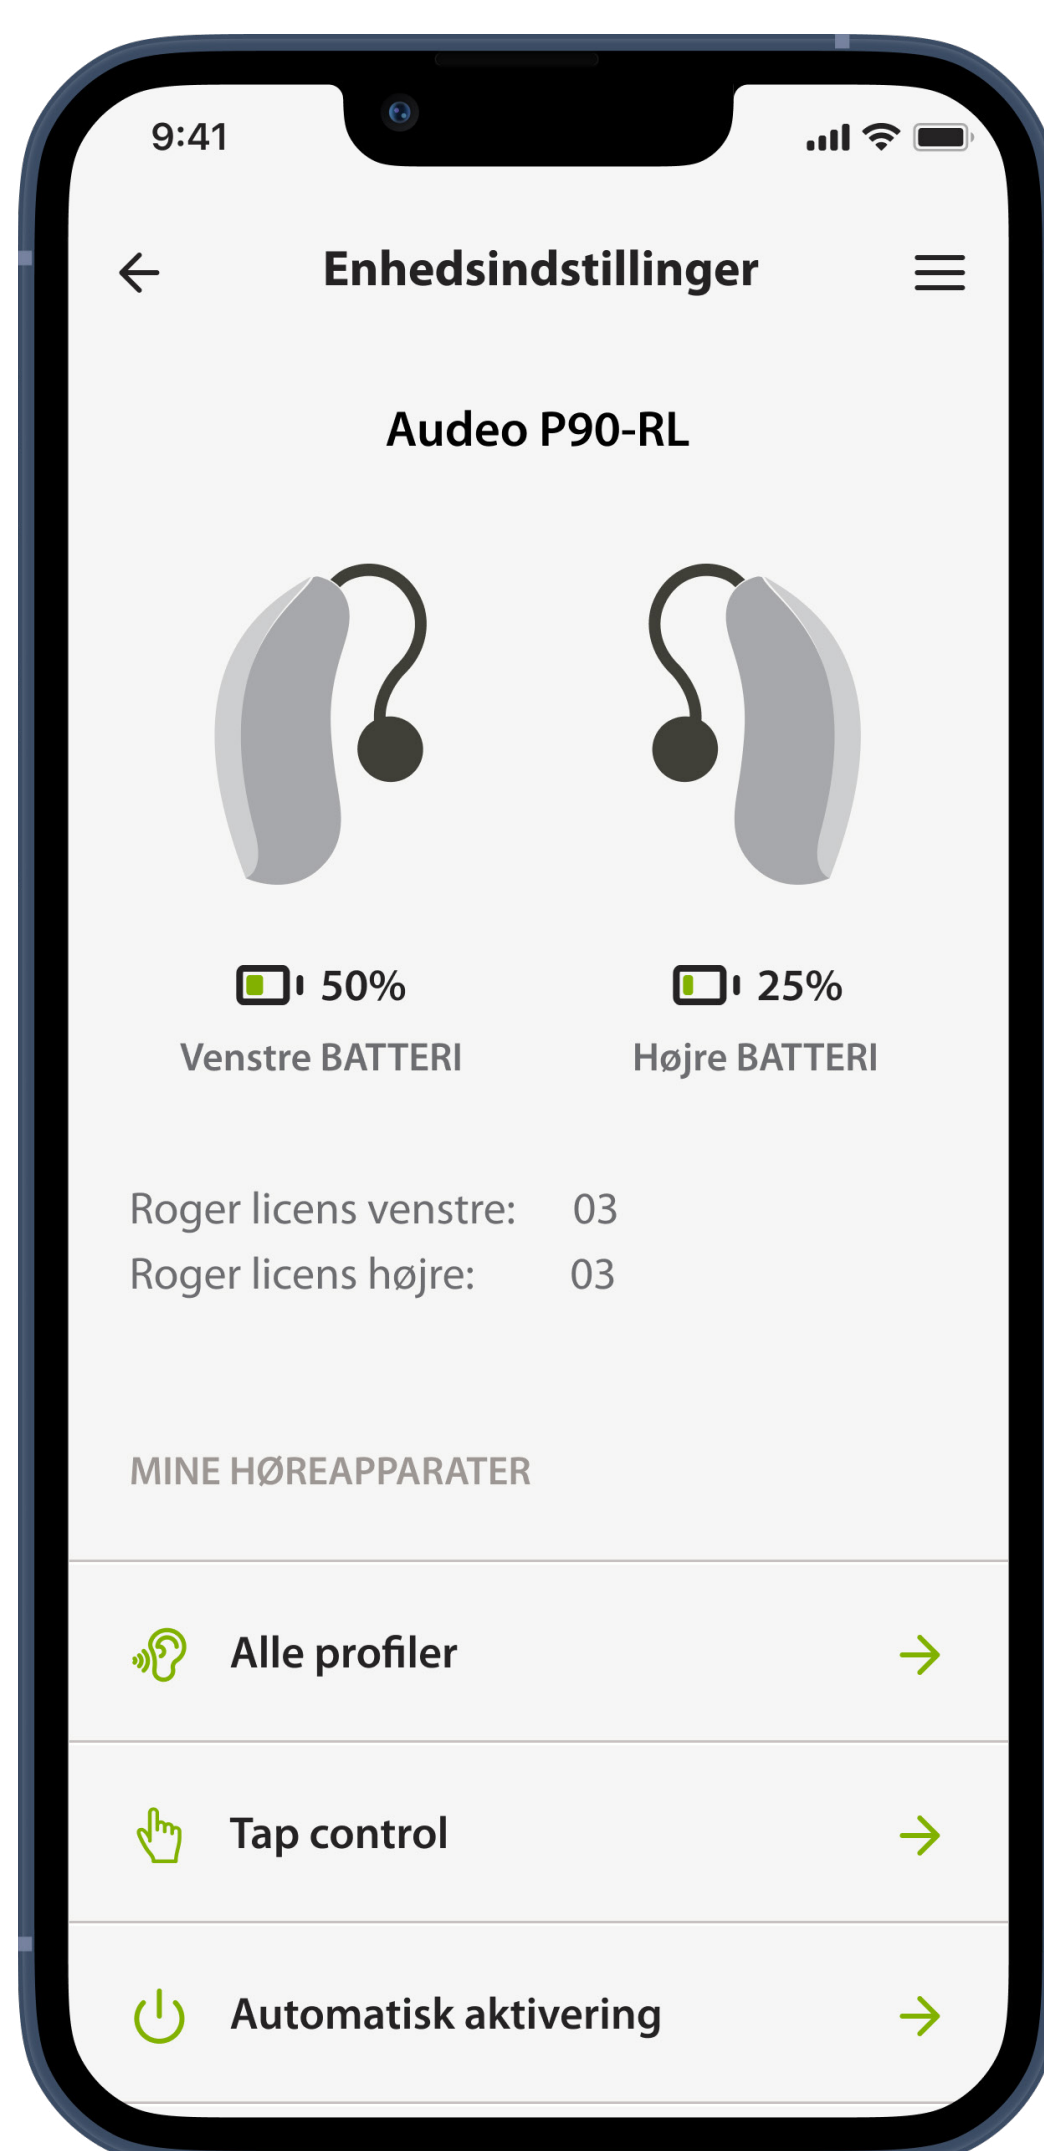 9:41
Enhedsindstillinger
Audeo P90-RL
50% 25%
Venstre BATTERI Højre BATTERI
Roger licens venstre: 03
Roger licens højre: 03
MINE HØREAPPARATER
Alle profiler
Tap control
Automatisk aktivering